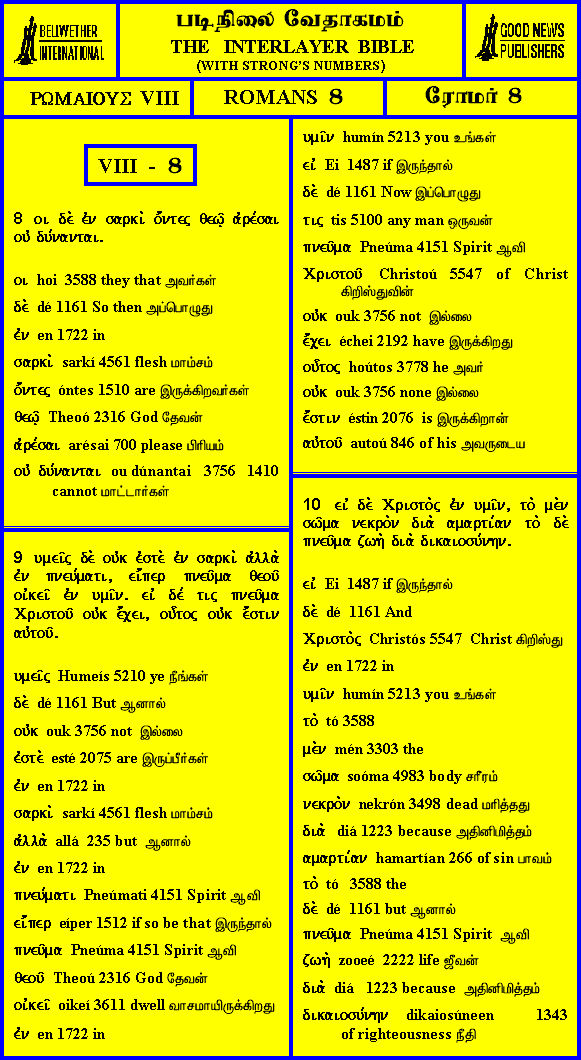 BELLWETHER
INTERNATIONAL
படிநிலை வேதாகமம்
THE INTERLAYER BIBLE
(WITH STRONG'S NUMBERS)
GOOD NEWS
PUBLISHERS
ΡΩΜΑΙΟΥΣ VIII
ROMANS 8
ரோமர் 8
VIII - 8
8 οι δὲ ἐν σαρκὶ ὄντες θεῷ ἀρέσαι
οὐ δύνανται.
οι hoi 3588 they that அவர்கள்
δὲ dé 1161 So then அப்பொழுது
ἐν en 1722 in
σαρκὶ sarkí 4561 flesh மாம்சம்
ὄντες óntes 1510 are இருக்கிறவர்கள்
θεῷ Theoó 2316 God தேவன்
ἀρέσαι arésai 700 please பிரியம்
οὐ δύνανται ou dúnantai 3756 1410
cannot மாட்டார்கள்
9 υμεῖς δὲ οὐκ ἐστὲ ἐν σαρκὶ ἀλλὰ
ἐν πνεύματι, εἴπερ πνεῦμα θεοῦ
οἰκεῖ ἐν υμῖν. εἰ δέ τις πνεῦμα
Χριστοῦ οὐκ ἔχει, οὗτος οὐκ ἔστιν
αὐτοῦ.
υμεῖς Humeís 5210 ye நீங்கள்
δὲ dé 1161 But ஆனால்
οὐκ ouk 3756 not இல்லை
ἐστὲ esté 2075 are இருப்பீர்கள்
ἐν en 1722 in
σαρκὶ sarkí 4561 flesh மாம்சம்
ἀλλὰ allá 235 but ஆனால்
ἐν en 1722 in
πνεύματι Pneúmati 4151 Spirit ஆவி
εἴπερ eíper 1512 if so be that இருந்தால்
πνεῦμα Pneúma 4151 Spirit ஆவி
θεοῦ Theoú 2316 God தேவன்
οἰκεῖ oikeí 3611 dwell வாசமாயிருக்கிறது
ἐν en 1722 in
υμῖν humín 5213 you உங்கள்
εἰ Ei 1487 if இருந்தால்
δὲ dé 1161 Now இப்பொழுது
τις tis 5100 any man ஒருவன்
πνεῦμα Pneúma 4151 Spirit ஆவி
Χριστοῦ Christoú 5547 of Christ
கிறிஸ்துவின்
οὐκ ouk 3756 not இல்லை
ἔχει échei 2192 have இருக்கிறது
οὗτος hoútos 3778 he அவர்
οὐκ ouk 3756 none இல்லை
ἔστιν éstin 2076 is இருக்கிறான்
αὐτοῦ autoú 846 of his அவருடைய
10 εἰ δὲ Χριστὸς ἐν υμῖν, τὸ μὲν
σῶμα νεκρὸν διὰ αμαρτίαν τὸ δὲ
πνεῦμα ζωὴ διὰ δικαιοσύνην.
εἰ Ei 1487 if இருந்தால்
δὲ dé 1161 And
Χριστὸς Christós 5547 Christ கிறிஸ்து
ἐν en 1722 in
υμῖν humín 5213 you உங்கள்
τὸ tó 3588
μὲν mén 3303 the
σῶμα soóma 4983 body சரீரம்
νεκρὸν nekrón 3498 dead மரித்தது
διὰ diá 1223 because அதினிமித்தம்
αμαρτίαν hamartían 266 of sin பாவம்
τὸ tó 3588 the
δὲ dé 1161 but ஆனால்
πνεῦμα Pneúma 4151 Spirit ஆவி
ζωὴ zooeé 2222 life ஜீவன்
διὰ diá 1223 because அதினிமித்தம்
δικαιοσύνην dikaiosúneen 1343
of righteousness நீதி